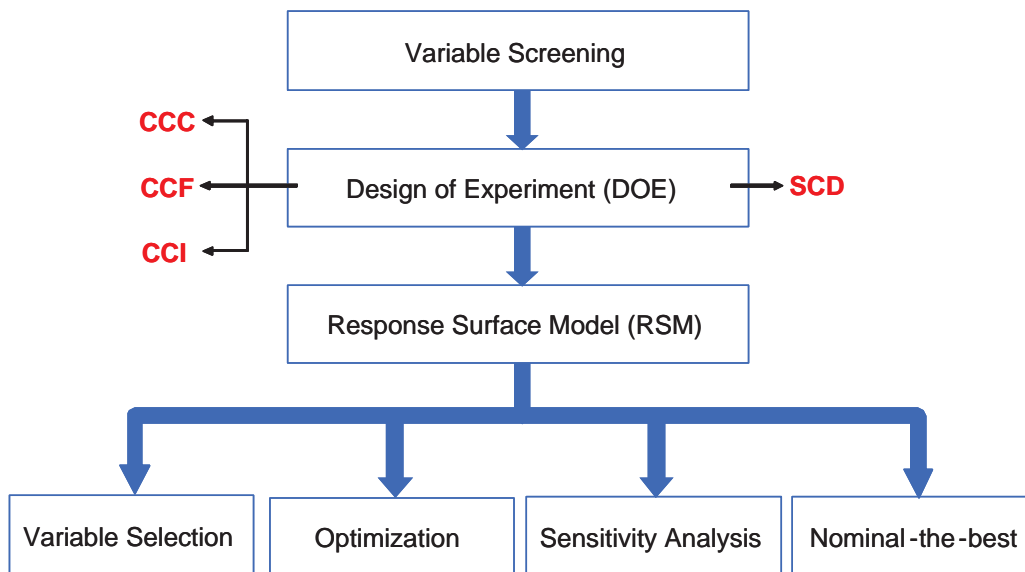 Variable Screening
CCC
CCF
CCI
Design of Experiment (DOE)
SCD
Response Surface Model (RSM)
Variable Selection
Optimization
Sensitivity Analysis
Nominal-the-best